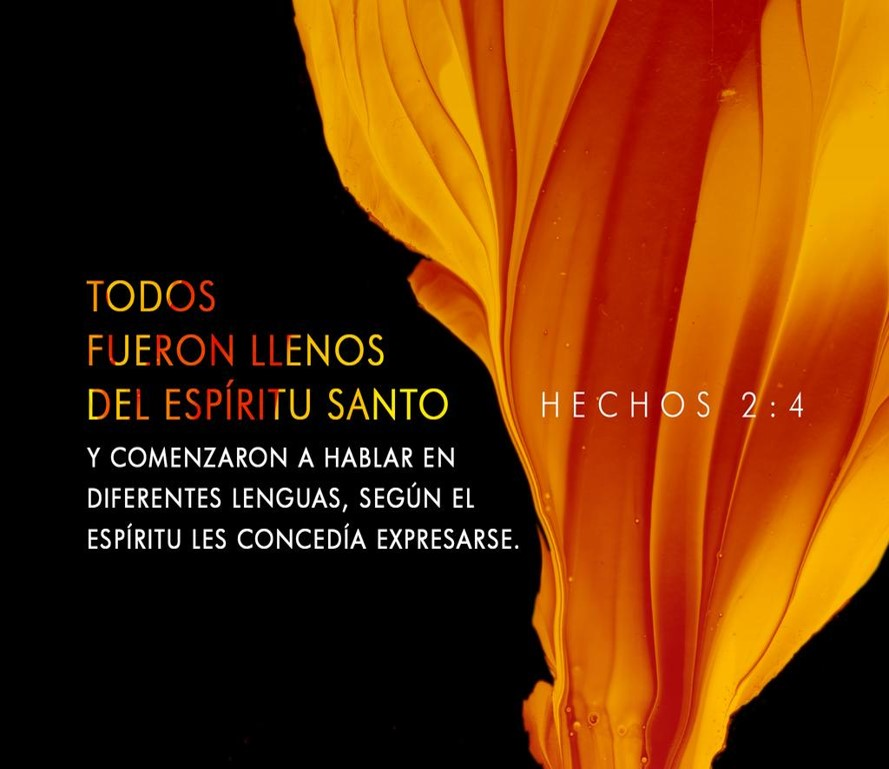 TODOS
FUERON LLENOS
DEL ESPÍRITU SANTO
HECHOS 2:4
Y COMENZARON A HABLAR EN
DIFERENTES LENGUAS, SEGÚN EL
ESPÍRITU LES CONCEDÍA EXPRESARSE.